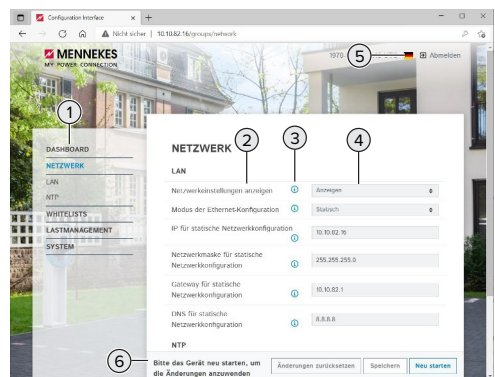 Configuration Interface
Nicht sicher | 10.10.82.16/groups/network
MENNEKES
MY POWER CONNECTION
1970-
5
Abmelden
1
DASHBOARD
NETZWERK
LAN
NTP
WHITELISTS
LASTMANAGEMENT
SYSTEM
NETZWERK
2
3
4
LAN
Netzwerkeinstellungen anzeigen
Anzeigen
Modus der Ethernet-Konfiguration
Statisch
IP für statische Netzwerkkonfiguration
10.10.82.16
Netzwerkmaske für statische
Netzwerkkonfiguration
255.255.255.0
Gateway für statische
Netzwerkkonfiguration
10.10.82.1
DNS für statische
Netzwerkkonfiguration
8.8.8.8
NTP
6
Bitte das Gerät neu starten, um
die Änderungen anzuwenden
Änderungen zurücksetzen
Speichern
Neu starten